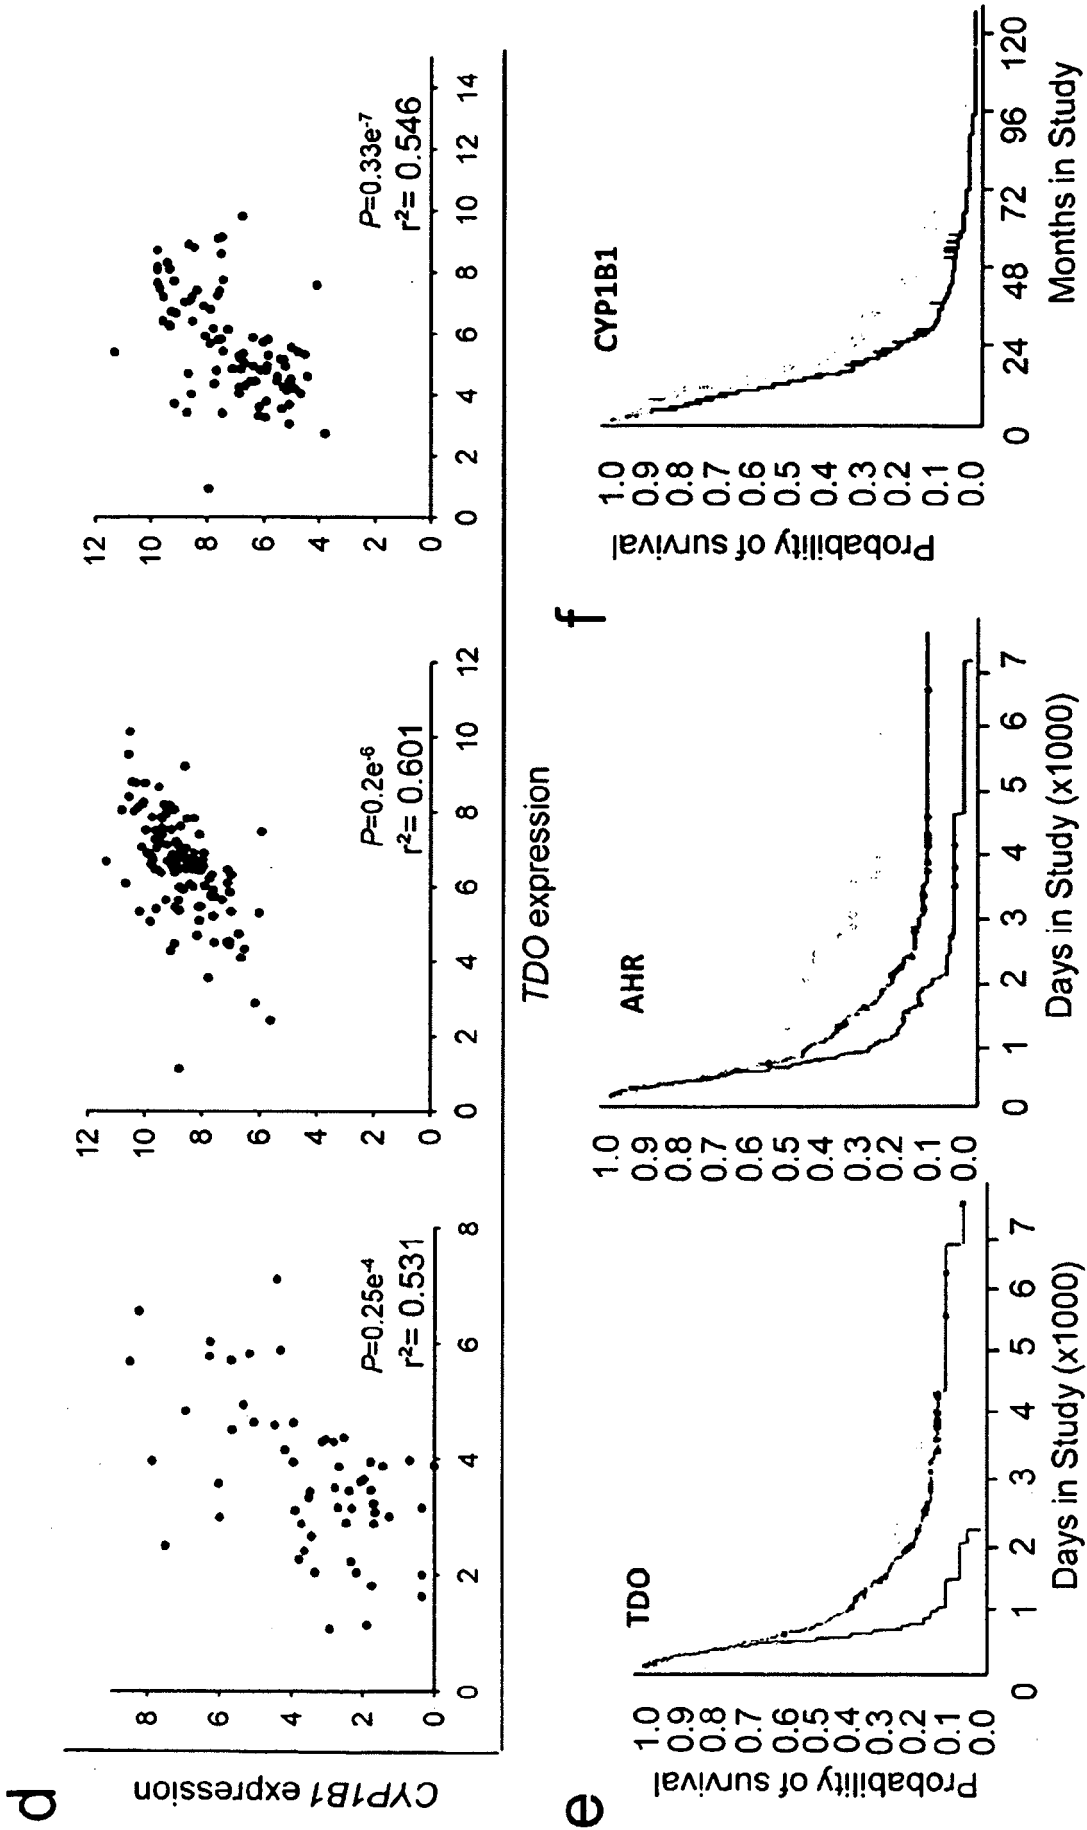 d
CYP1B1 expression
8
6
4
2
0
0 2 4 6 8
P=0.25e-4
r²= 0.531
12
10
8
6
4
2
0
0 2 4 6 8 10 12
P=0.2e-6
r²= 0.601
12
10
8
6
4
2
0
0 2 4 6 8 10 12 14
P=0.33e-7
r²= 0.546
TDO expression
e
Probability of survival
1.0
0.9
0.8
0.7
0.6
0.5
0.4
0.3
0.2
0.1
0.0
TDO
0 1 2 3 4 5 6 7
Days in Study (x1000)
1.0
0.9
0.8
0.7
0.6
0.5
0.4
0.3
0.2
0.1
0.0
AHR
0 1 2 3 4 5 6 7
Days in Study (x1000)
f
Probability of survival
1.0
0.9
0.8
0.7
0.6
0.5
0.4
0.3
0.2
0.1
0.0
CYP1B1
0 24 48 72 96 120
Months in Study